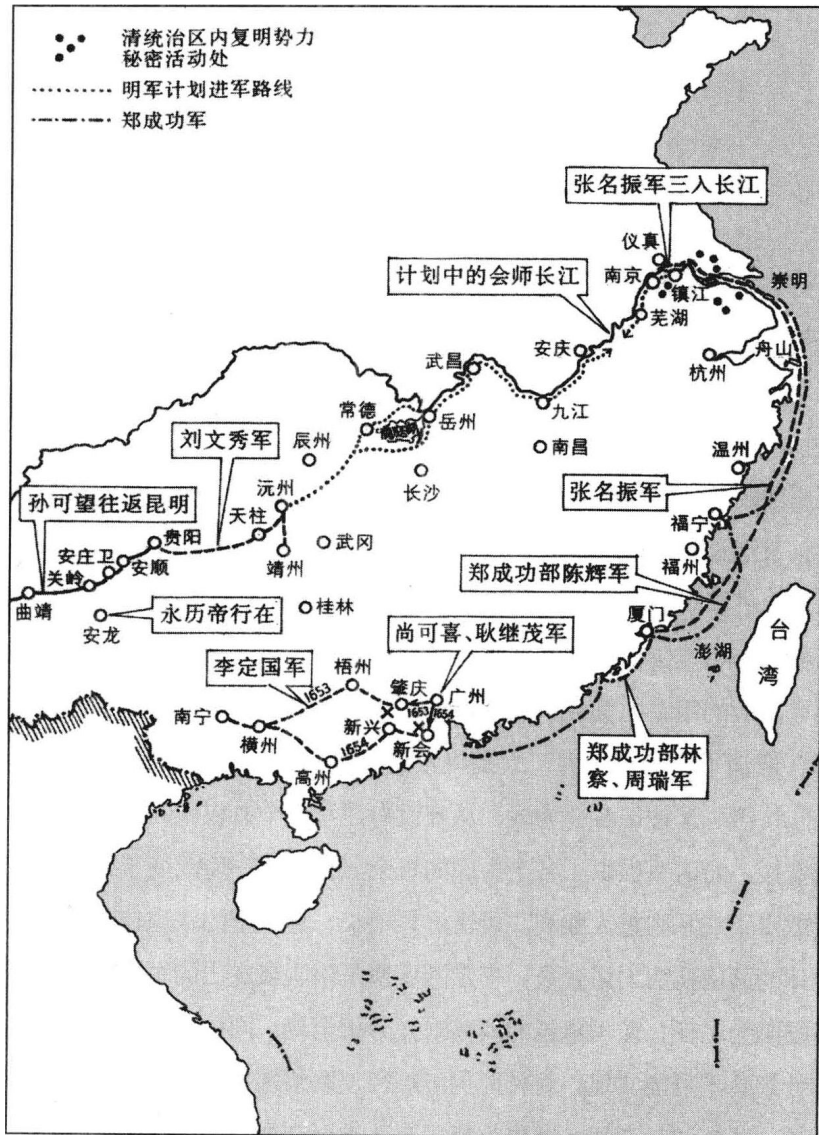 清统治区内复明势力
秘密活动处
明军计划进军路线
郑成功军
张名振军三入长江
仪真
计划中的会师长江
南京
镇江
崇明
芜湖
安庆
舟山
杭州
武昌
九江
岳州
常德
南昌
辰州
长沙
刘文秀军
温州
沅州
张名振军
孙可望往返昆明
天柱
福宁
贵阳
武冈
安庄卫
安顺
靖州
福州
关岭
郑成功部陈辉军
曲靖
永历帝行在
桂林
安龙
厦门
尚可喜、耿继茂军
台
湾
澎湖
李定国军
梧州
1653
肇庆
广州
1653
1654
南宁
横州
新兴
新会
1654
高州
郑成功部林
察、周瑞军